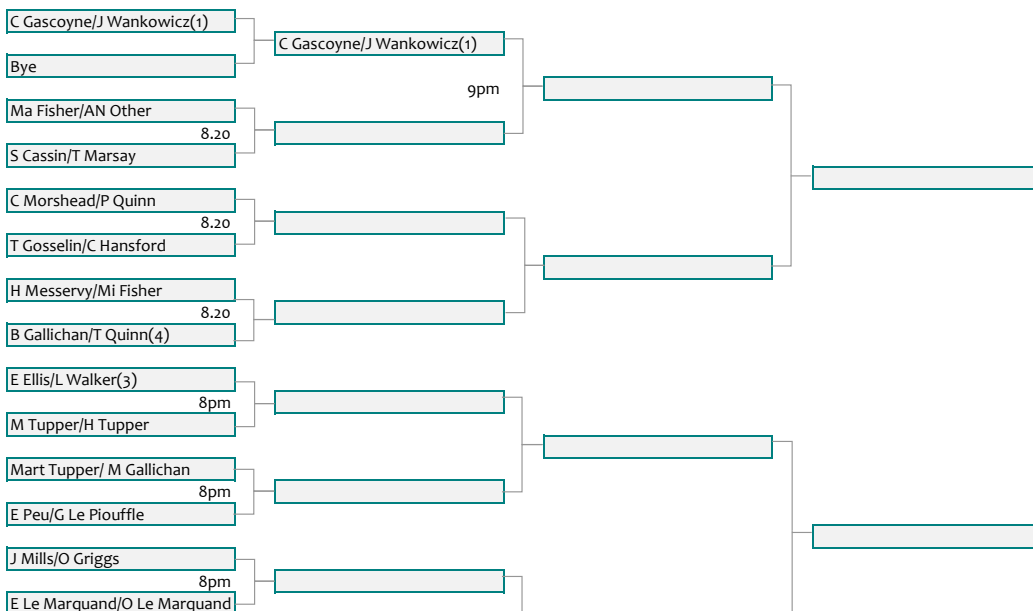 C Gascoyne/J Wankowicz(1)
C Gascoyne/J Wankowicz(1)
Bye
9pm
Ma Fisher/AN Other
8.20
S Cassin/T Marsay
C Morshead/P Quinn
8.20
T Gosselin/C Hansford
H Messervy/Mi Fisher
8.20
B Gallichan/T Quinn(4)
E Ellis/L Walker(3)
8pm
M Tupper/H Tupper
Mart Tupper/ M Gallichan
8pm
E Peu/G Le Piouffle
J Mills/O Griggs
8pm
E Le Marquand/O Le Marquand